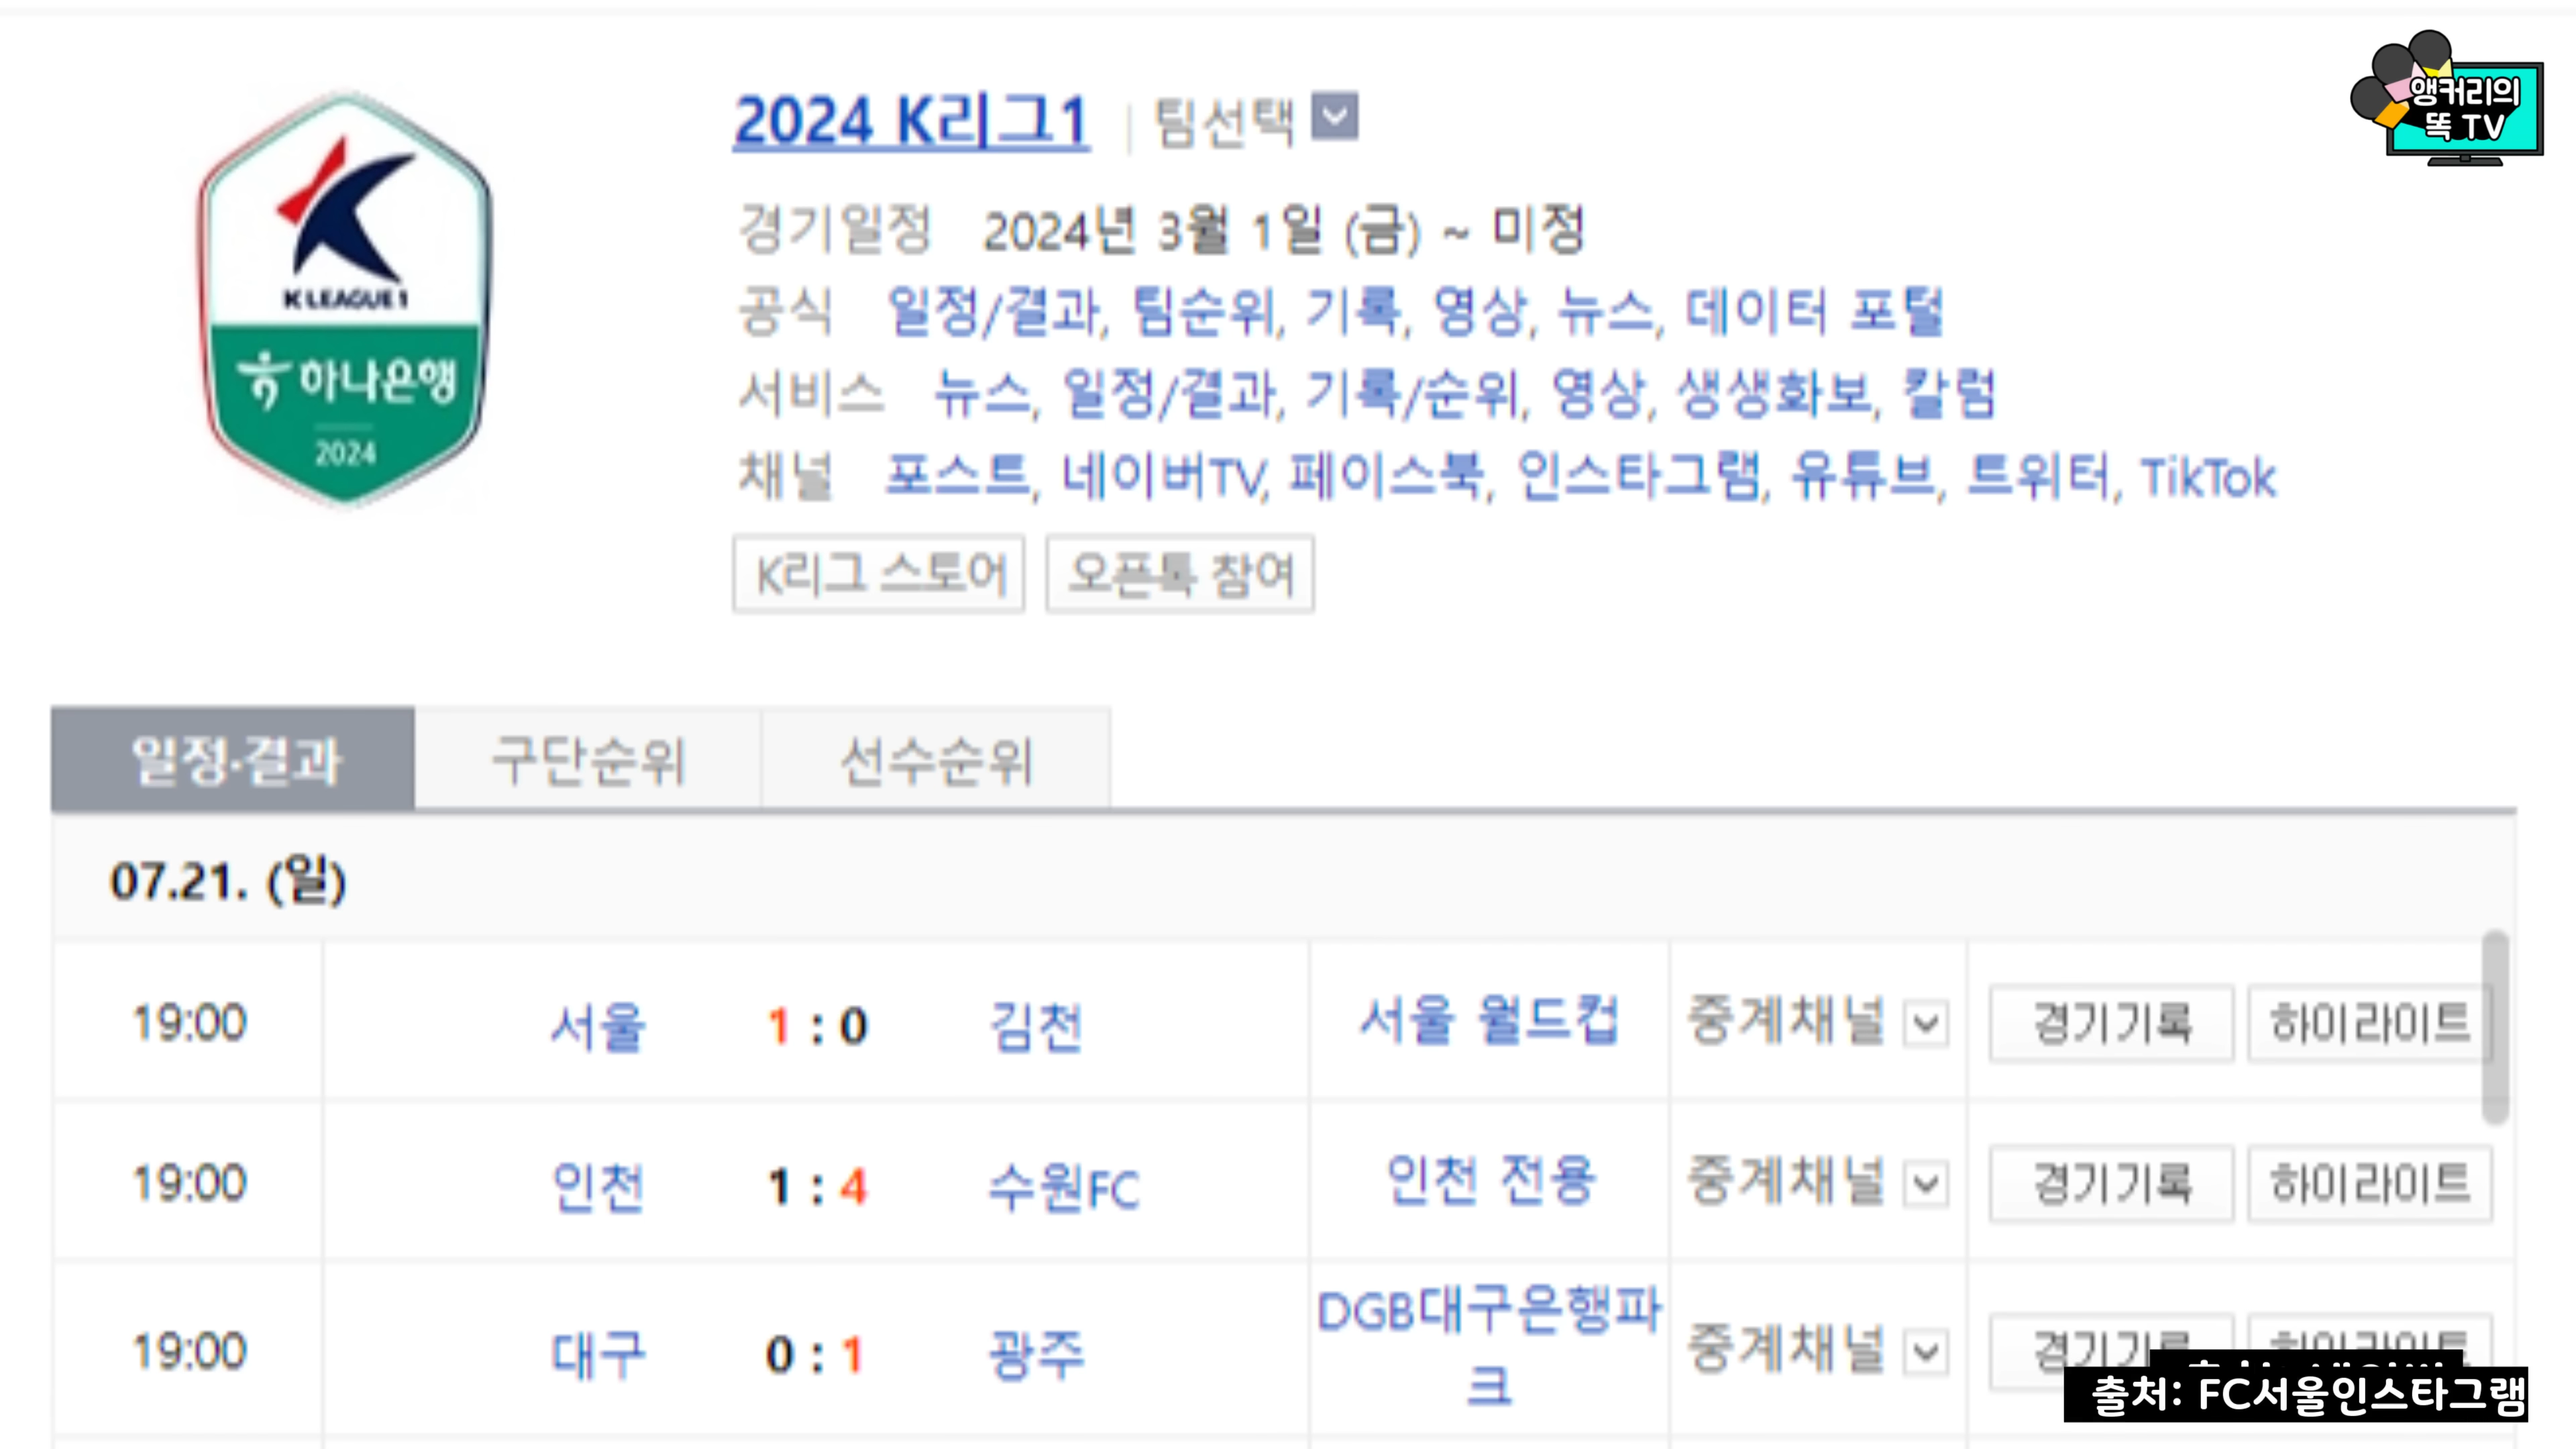 앵커리의
똑 TV
K LEAGUE 1
하나은행
2024
2024 K리그1 | 팀선택
경기일정 2024년 3월 1일 (금) ~ 미정
공식 일정/결과, 팀순위, 기록, 영상, 뉴스, 데이터 포털
서비스 뉴스, 일정/결과, 기록/순위, 영상, 생생화보, 칼럼
채널 포스트, 네이버TV, 페이스북, 인스타그램, 유튜브, 트위터, TikTok
K리그 스토어 오픈톡 참여
일정·결과 구단순위 선수순위
07.21. (일)
19:00 서울 1 : 0 김천 서울 월드컵 중계채널 경기기록 하이라이트
19:00 인천 1 : 4 수원FC 인천 전용 중계채널 경기기록 하이라이트
19:00 대구 0 : 1 광주 DGB대구은행파
크 중계채널 경기기록 하이라이트
출처: FC서울인스타그램